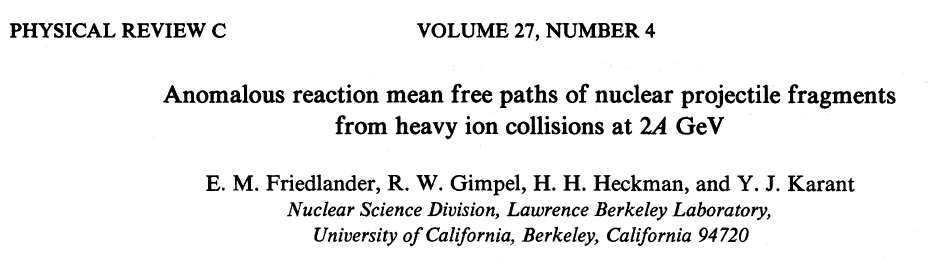 PHYSICAL REVIEW C VOLUME 27, NUMBER 4
Anomalous reaction mean free paths of nuclear projectile fragments
from heavy ion collisions at 2A GeV
E. M. Friedlander, R. W. Gimpel, H. H. Heckman, and Y. J. Karant
Nuclear Science Division, Lawrence Berkeley Laboratory,
University of California, Berkeley, California 94720